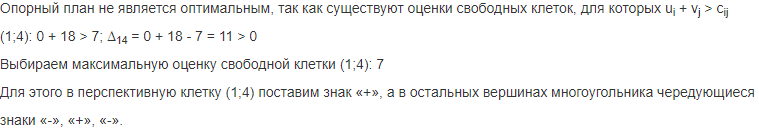 Опорный план не является оптимальным, так как существуют оценки свободных клеток, для которых uᵢ + vⱼ > cᵢⱼ
(1;4): 0 + 18 > 7; ∆₁₄ = 0 + 18 - 7 = 11 > 0
Выбираем максимальную оценку свободной клетки (1;4): 7
Для этого в перспективную клетку (1;4) поставим знак «+», а в остальных вершинах многоугольника чередующиеся
знаки «-», «+», «-».